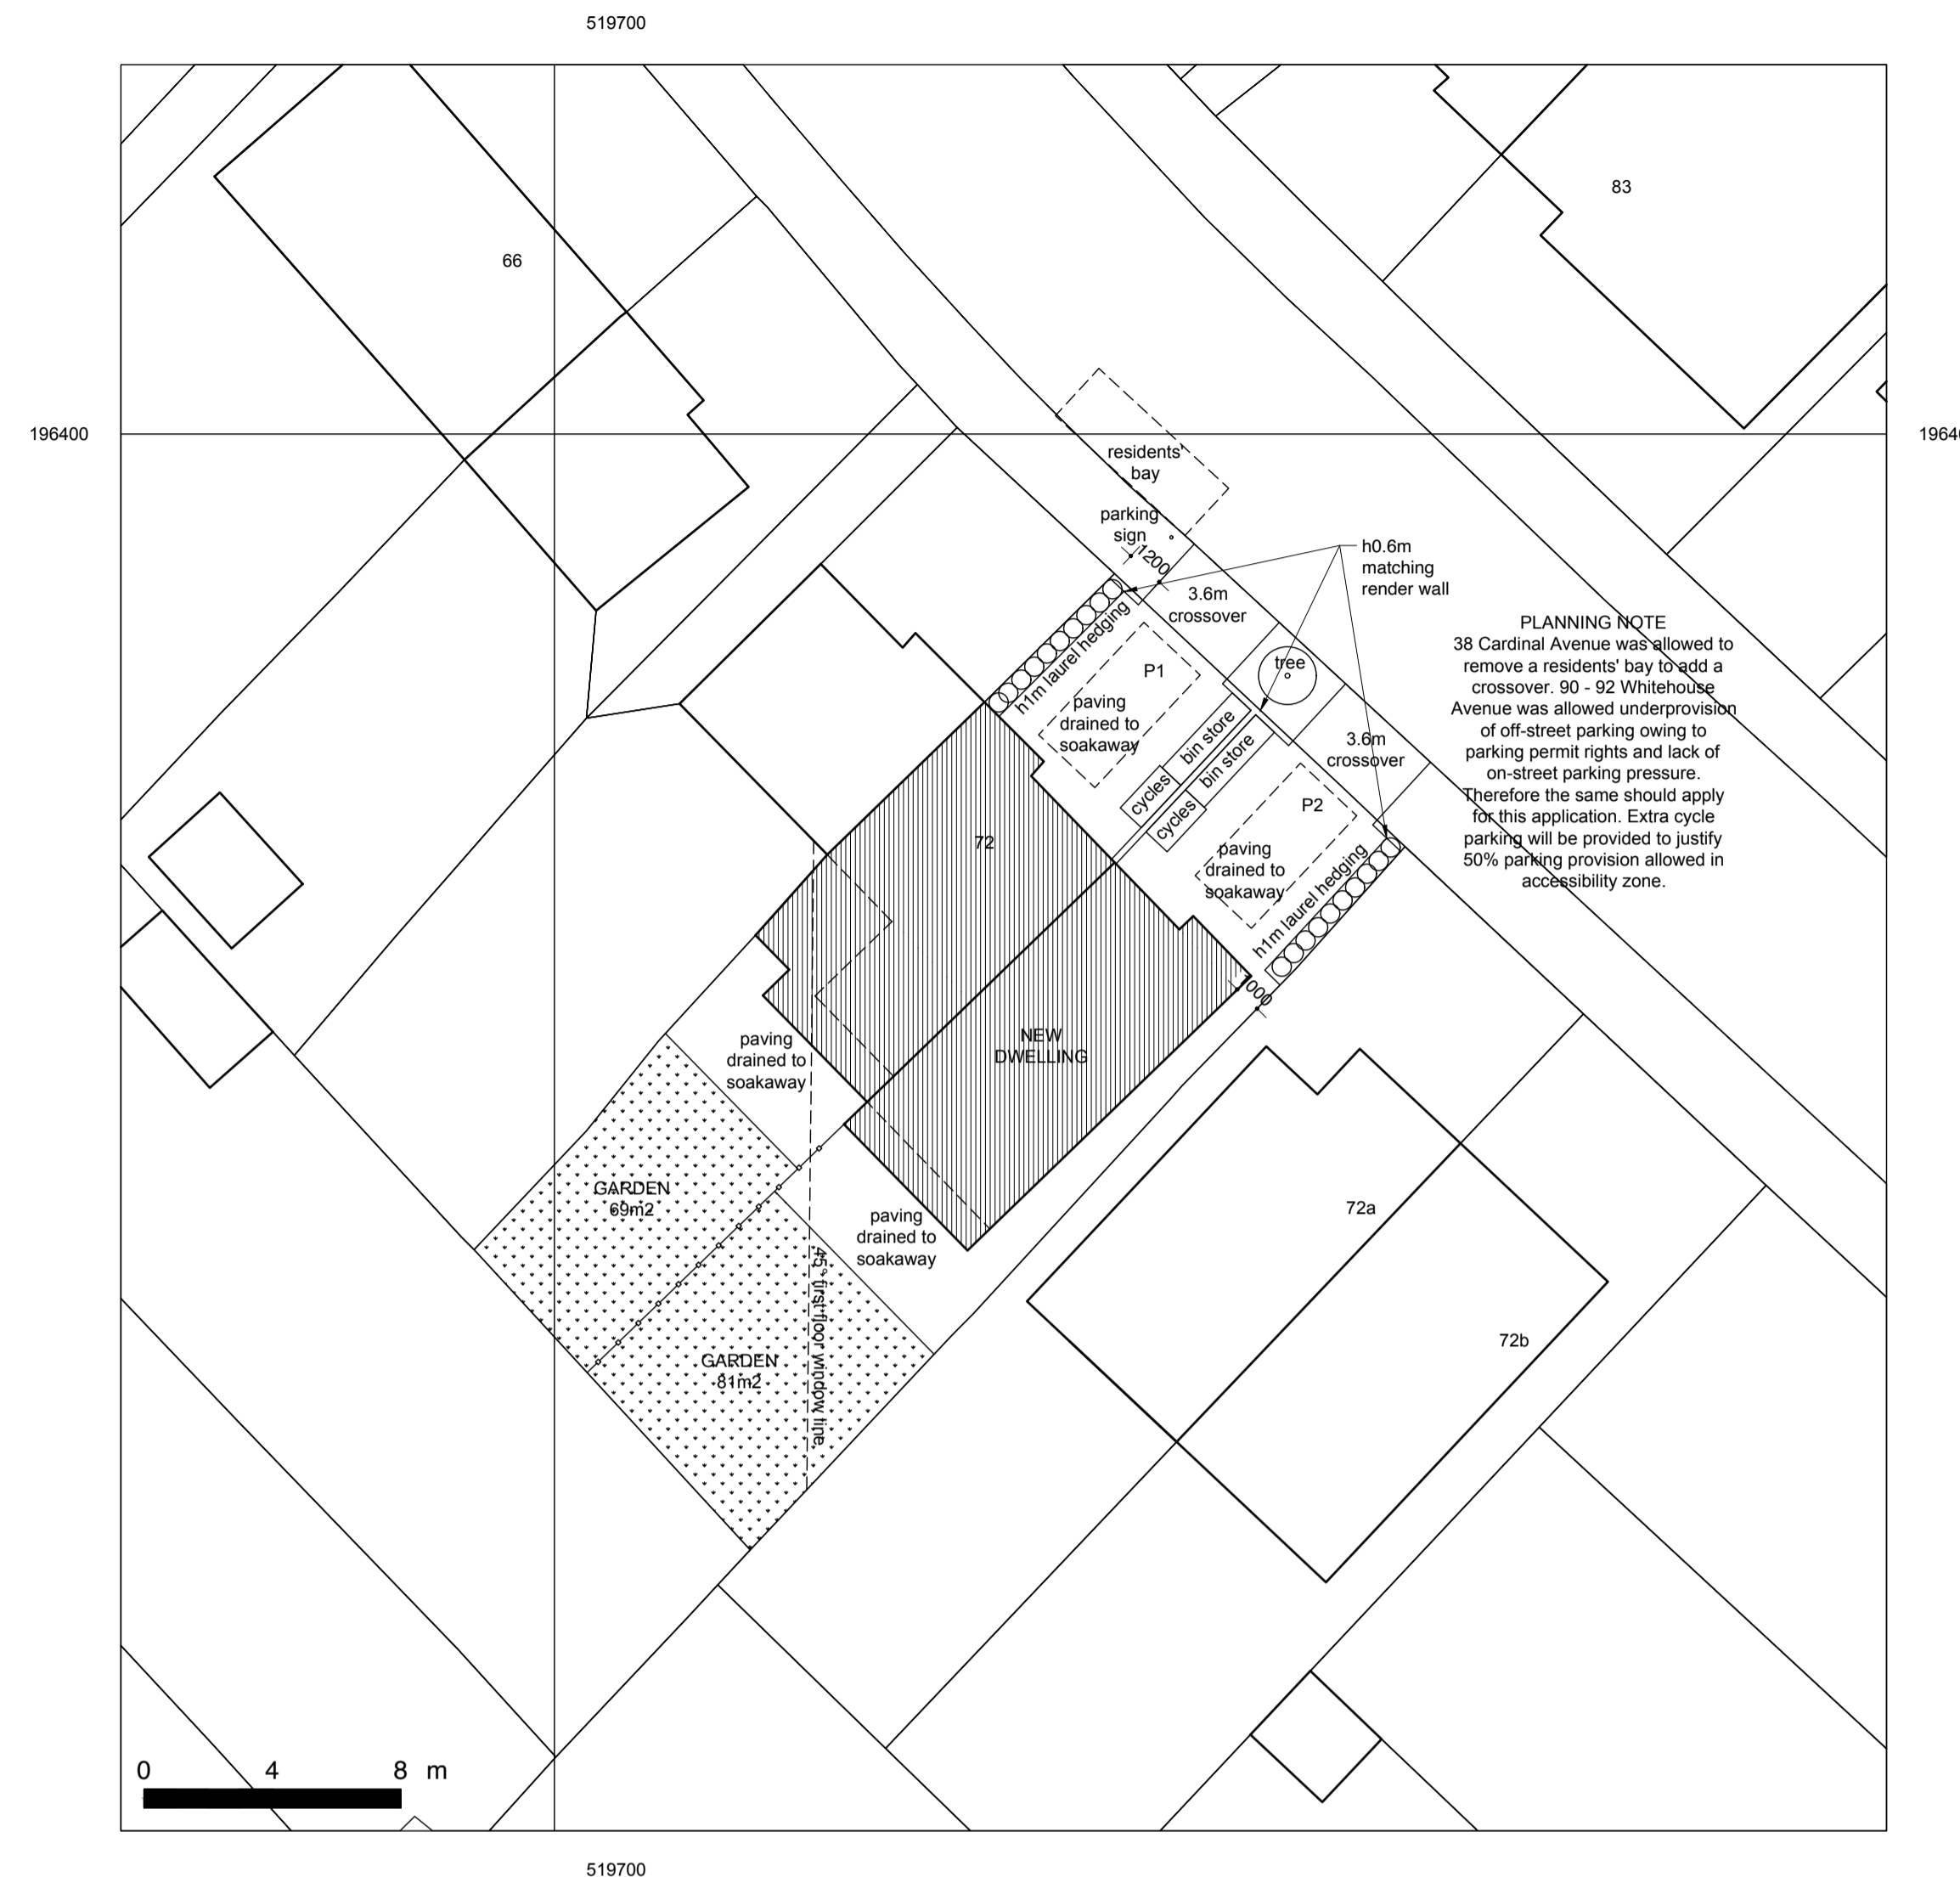 519700
83
66
196400
1964
residents'
bay
parking
sign
1200
h0.6m
matching
render wall
3.6m
crossover
PLANNING NOTE
38 Cardinal Avenue was allowed to
remove a residents' bay to add a
crossover. 90 - 92 Whitehouse
Avenue was allowed underprovision
of off-street parking owing to
parking permit rights and lack of
on-street parking pressure.
Therefore the same should apply
for this application. Extra cycle
parking will be provided to justify
50% parking provision allowed in
accessibility zone.
h1m laurel hedging
P1
tree
paving
drained to
soakaway
bin store
bin store
cycles
cycles
3.6m
crossover
P2
paving
drained to
soakaway
h1m laurel hedging
72
1000
NEW
DWELLING
paving
drained to
soakaway
GARDEN
69m2
paving
drained to
soakaway
72a
45° first floor window line
GARDEN
81m2
72b
0 4 8 m
519700